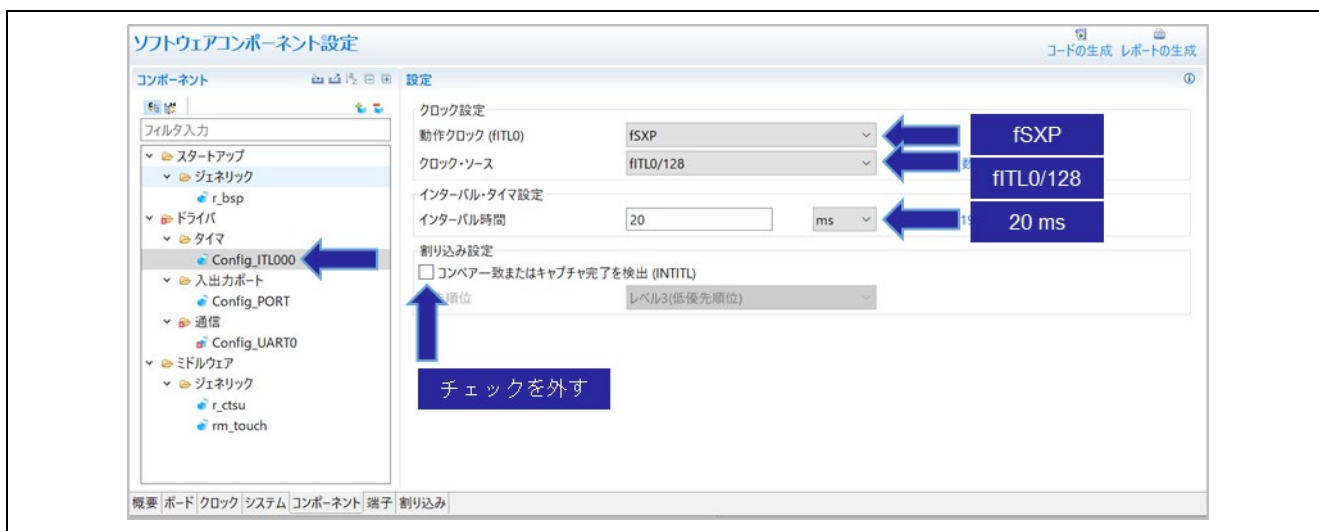 ソフトウェアコンポーネント設定
コードの生成 レポートの生成
コンポーネント
設定
フィルタ入力
スタートアップ
ジェネリック
r_bsp
ドライバ
タイマ
Config_ITL000
入出力ポート
Config_PORT
通信
Config_UART0
ミドルウェア
ジェネリック
r_ctsu
rm_touch
クロック設定
動作クロック (fITL0)
fSXP
fSXP
クロック・ソース
fITL0/128
fITL0/128
インターバル・タイマ設定
インターバル時間
20
ms
20 ms
割り込み設定
コンペアー致またはキャプチャ完了を検出 (INTITL)
順位
レベル3(低優先順位)
チェックを外す
概要 ボード クロック システム コンポーネント 端子 割り込み